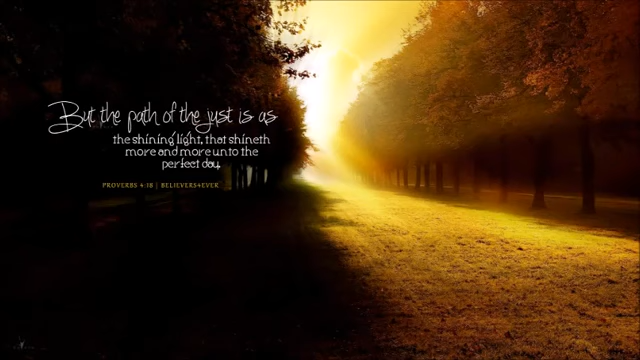 But the path of the just is as
the shining light, that shineth
more and more unto the
perfect day.
PROVERBS 4:18 | BELIEVERS4EVER